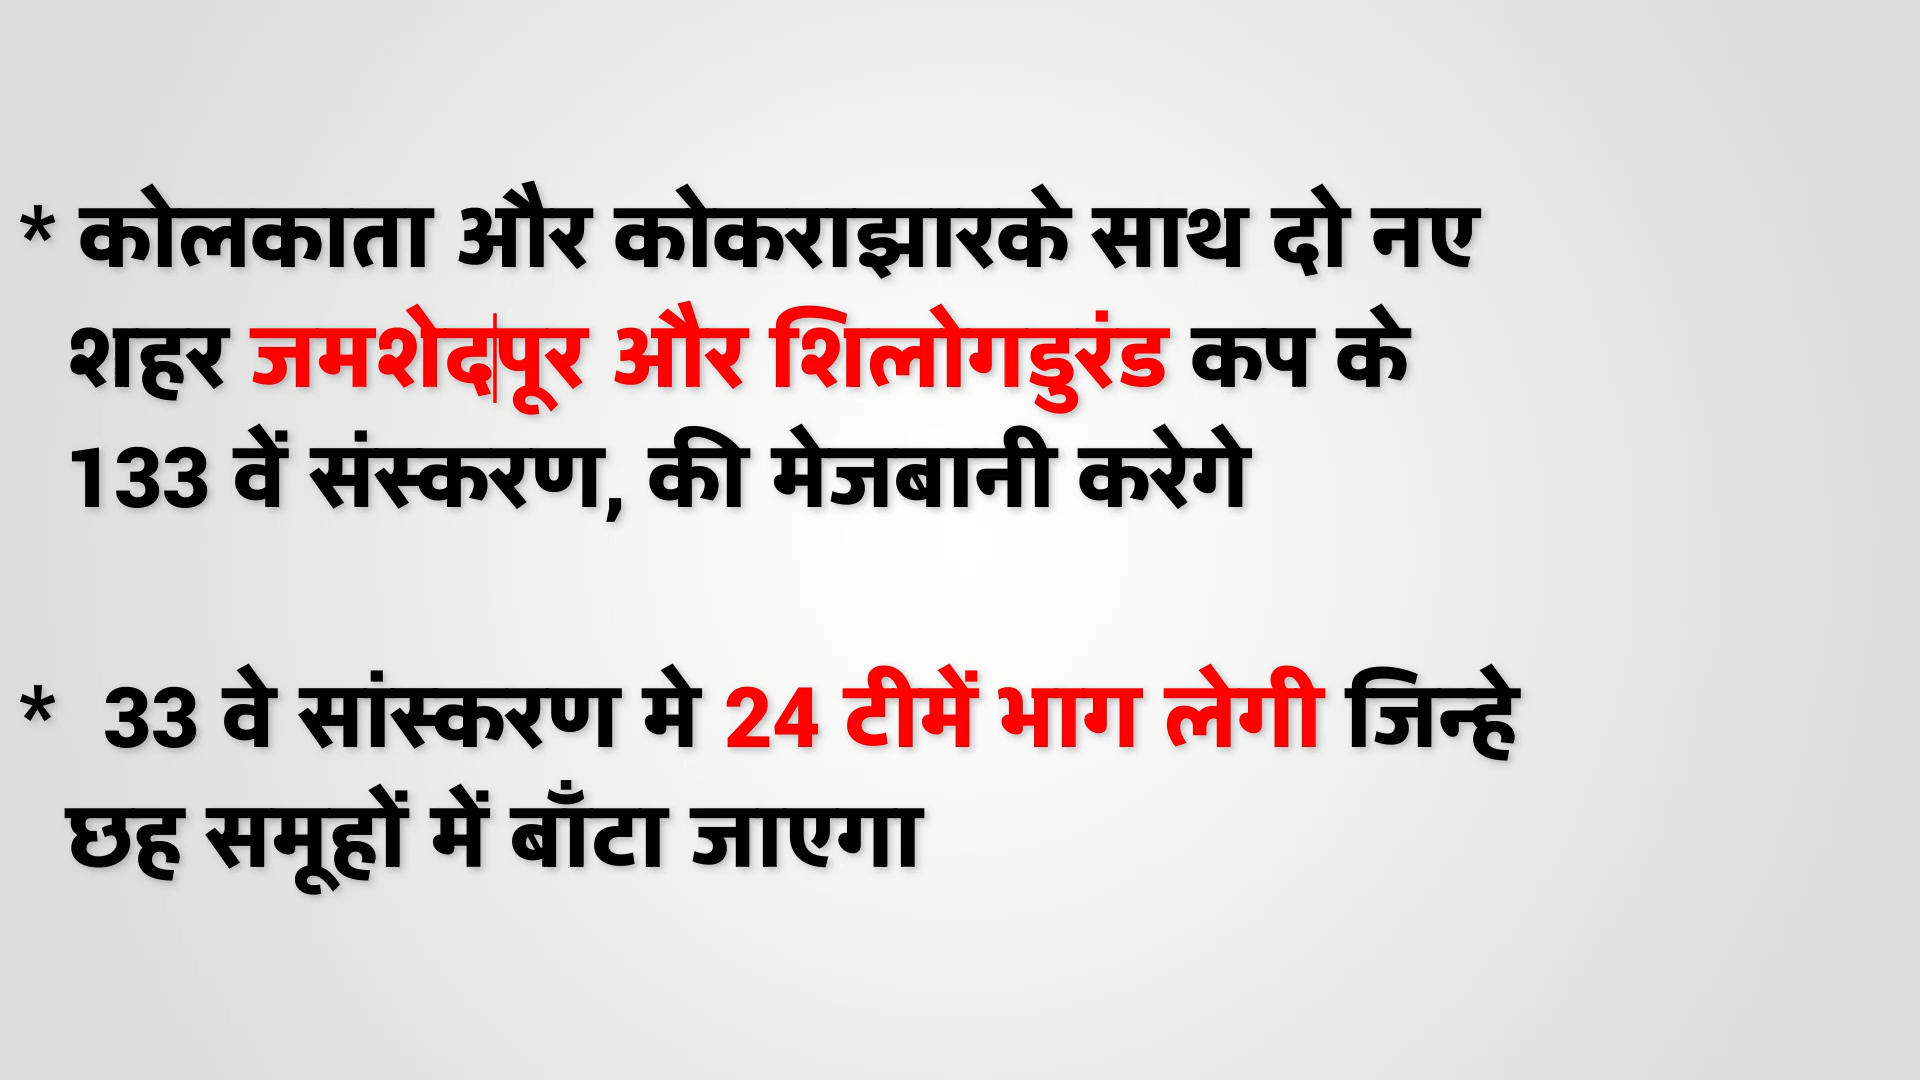 * कोलकाता और कोकराझारके साथ दो नए
शहर जमशेदपूर और शिलोगडुरंड कप के
133 वें संस्करण, की मेजबानी करेगे
* 33 वे सांस्करण मे 24 टीमें भाग लेगी जिन्हे
छह समूहों में बाँटा जाएगा